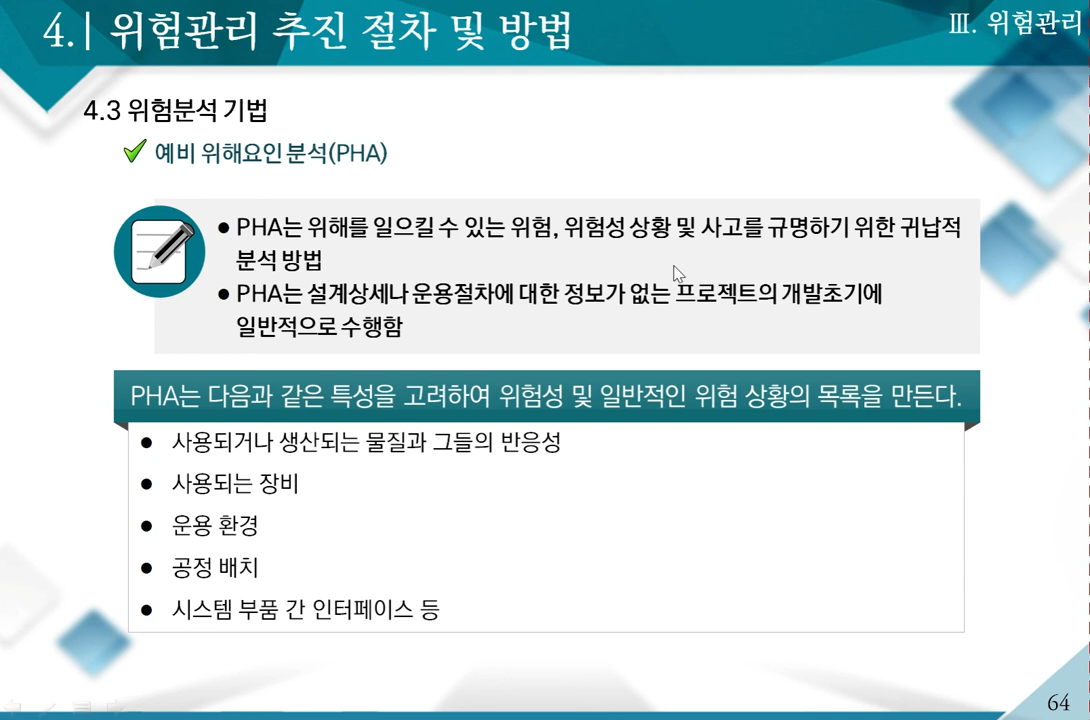 4. | 위험관리 추진 절차 및 방법
Ⅲ. 위험관리
4.3 위험분석 기법
예비 위해요인 분석(PHA)
● PHA는 위해를 일으킬 수 있는 위험, 위험성 상황 및 사고를 규명하기 위한 귀납적
분석 방법
● PHA는 설계상세나 운용절차에 대한 정보가 없는 프로젝트의 개발초기에
일반적으로 수행함
PHA는 다음과 같은 특성을 고려하여 위험성 및 일반적인 위험 상황의 목록을 만든다.
● 사용되거나 생산되는 물질과 그들의 반응성
● 사용되는 장비
● 운용 환경
● 공정 배치
● 시스템 부품 간 인터페이스 등
64